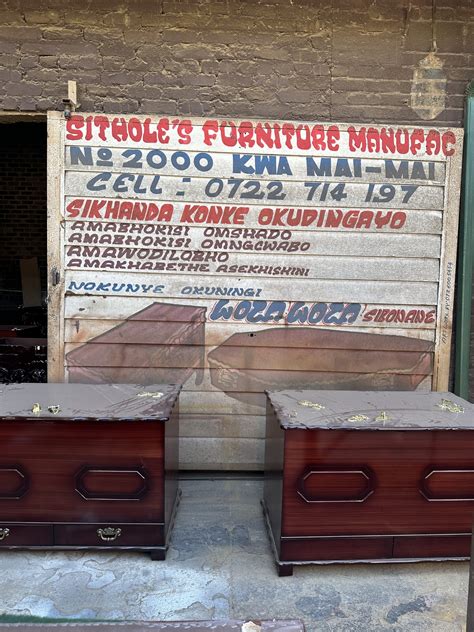 SITHOLE'S FURNITURE MANUFAC
No 2000 KWA MAI-MAI
CELL : 0722 714 197
SIKHANDA KONKE OKUDINGAYO
AMABHOKISI OMSHADO
AMABHOKISI OMNGCWABO
AMAWODILOBHO
AMAKHABETHE ASEKHISHINI
NOKUNYE OKUNINGI
WOZA WOZA SIBONANE